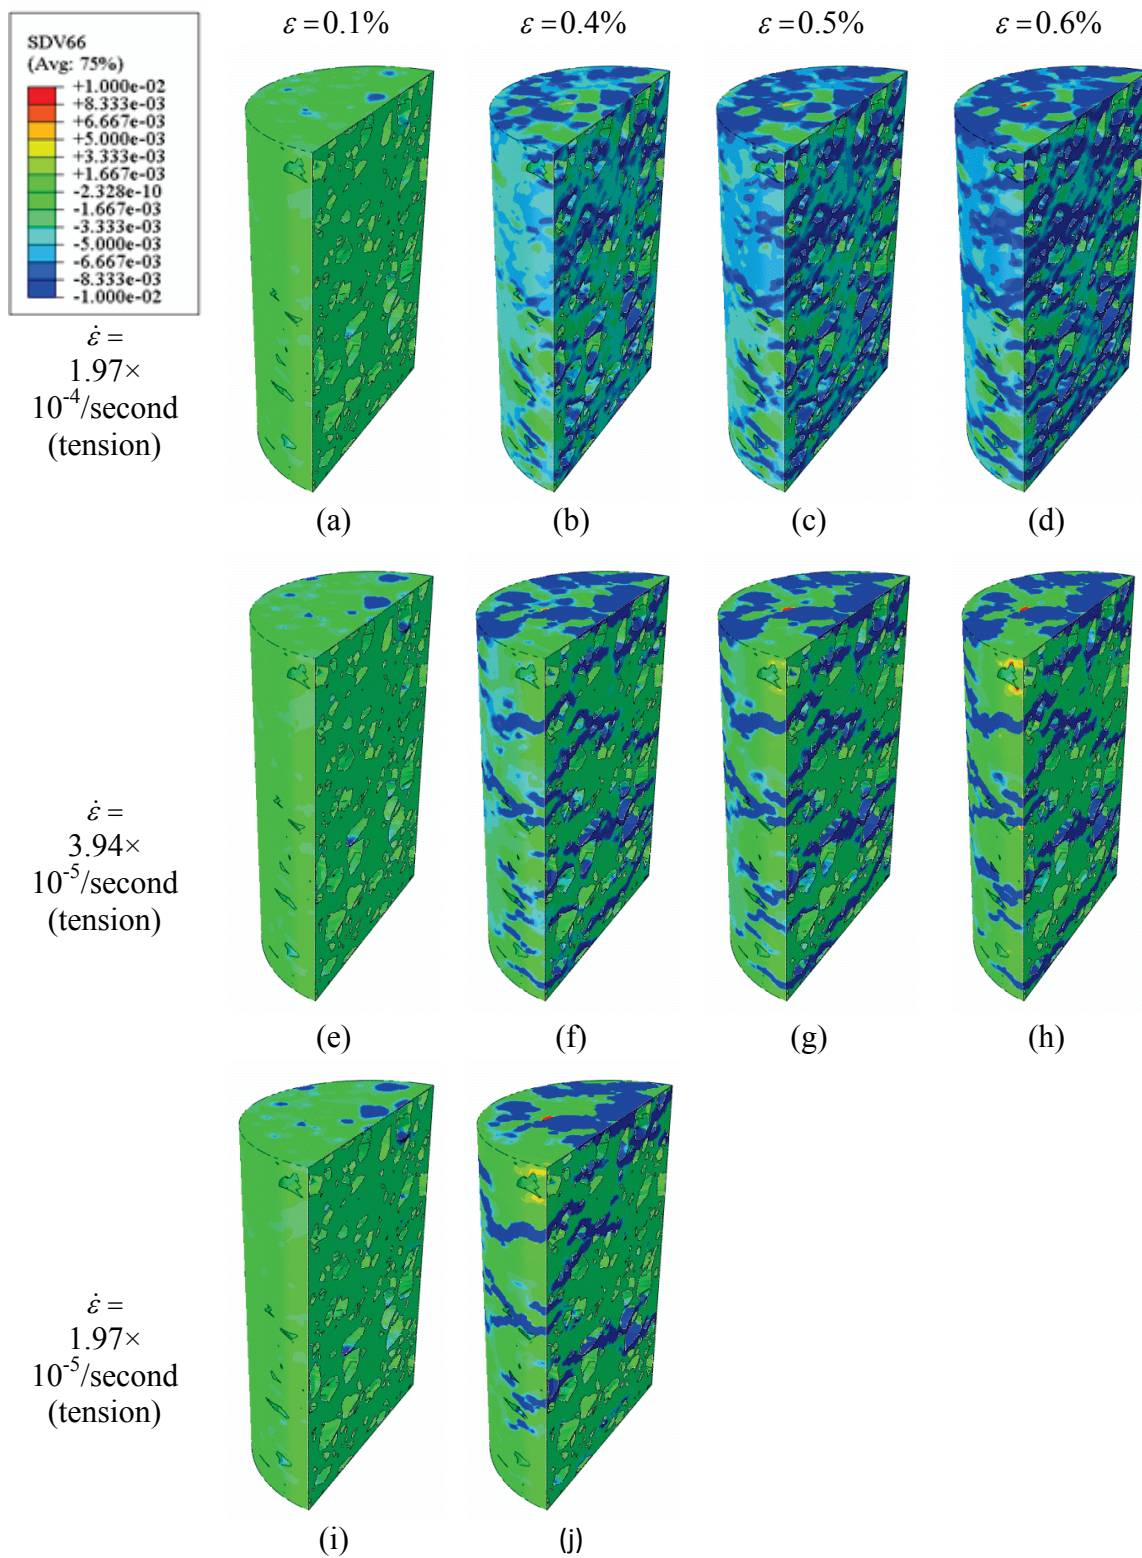 ε=0.1% ε=0.4% ε=0.5% ε=0.6%
SDV66
(Avg: 75%)
+1.000e-02
+8.333e-03
+6.667e-03
+5.000e-03
+3.333e-03
+1.667e-03
-2.328e-10
-1.667e-03
-3.333e-03
-5.000e-03
-6.667e-03
-8.333e-03
-1.000e-02
ε̇ =
1.97×
10⁻⁴/second
(tension)
(a) (b) (c) (d)
ε̇ =
3.94×
10⁻⁵/second
(tension)
(e) (f) (g) (h)
ε̇ =
1.97×
10⁻⁵/second
(tension)
(i) (j)